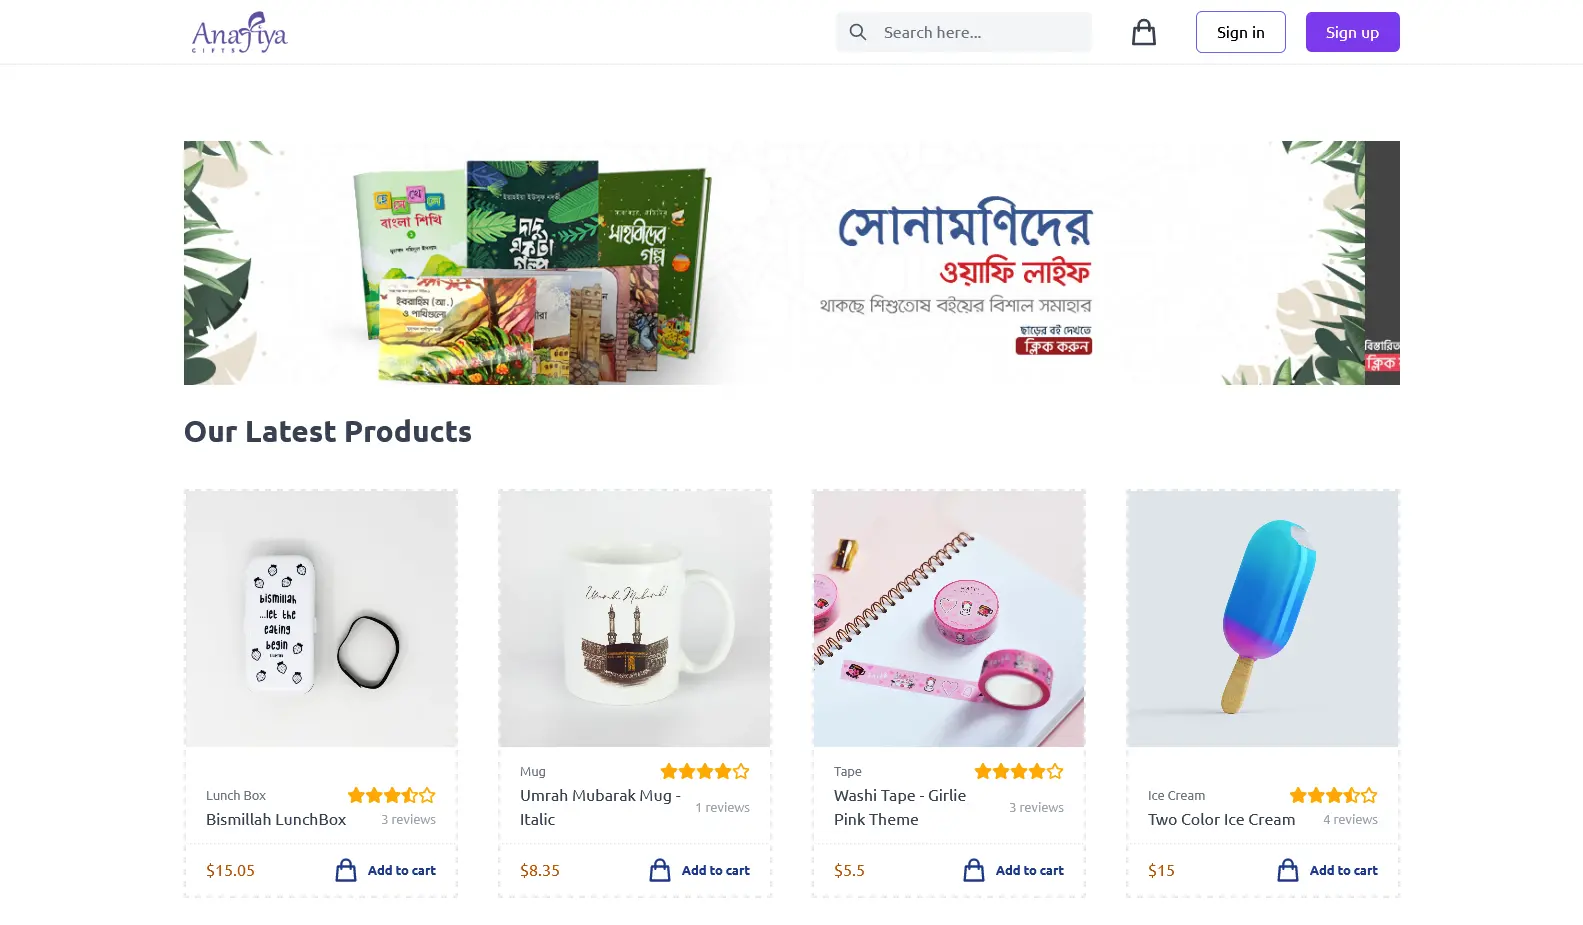 Anafiya
GIFTS
Search here...
Sign in
Sign up
বাংলা শিখি
দাদু
একটা
গল্প
সাহাবীদের
গল্প
ইবরাহিম (আ.)
ও পাখিগুলো
সোনামণিদের
ওয়াফি লাইফ
থাকছে শিশুতোষ বইয়ের বিশাল সমাহার
ছাড়ের বই দেখতে
ক্লিক করুন
বিস্তারিত
ক্লিক
Our Latest Products
bismillah
...let the
eating
begin
Umrah Mubarak!
Lunch Box
Bismillah LunchBox
3 reviews
$15.05
Add to cart
Mug
Umrah Mubarak Mug -
Italic
1 reviews
$8.35
Add to cart
Tape
Washi Tape - Girlie
Pink Theme
3 reviews
$5.5
Add to cart
Ice Cream
Two Color Ice Cream
4 reviews
$15
Add to cart